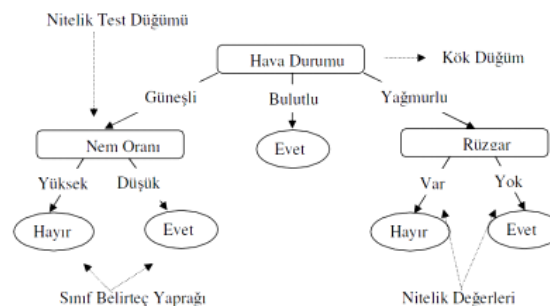 Nitelik Test Düğümü
Hava Durumu
Kök Düğüm
Güneşli
Bulutlu
Yağmurlu
Nem Oranı
Evet
Rüzgar
Yüksek
Düşük
Var
Yok
Hayır
Evet
Hayır
Evet
Sınıf Belirteç Yaprağı
Nitelik Değerleri